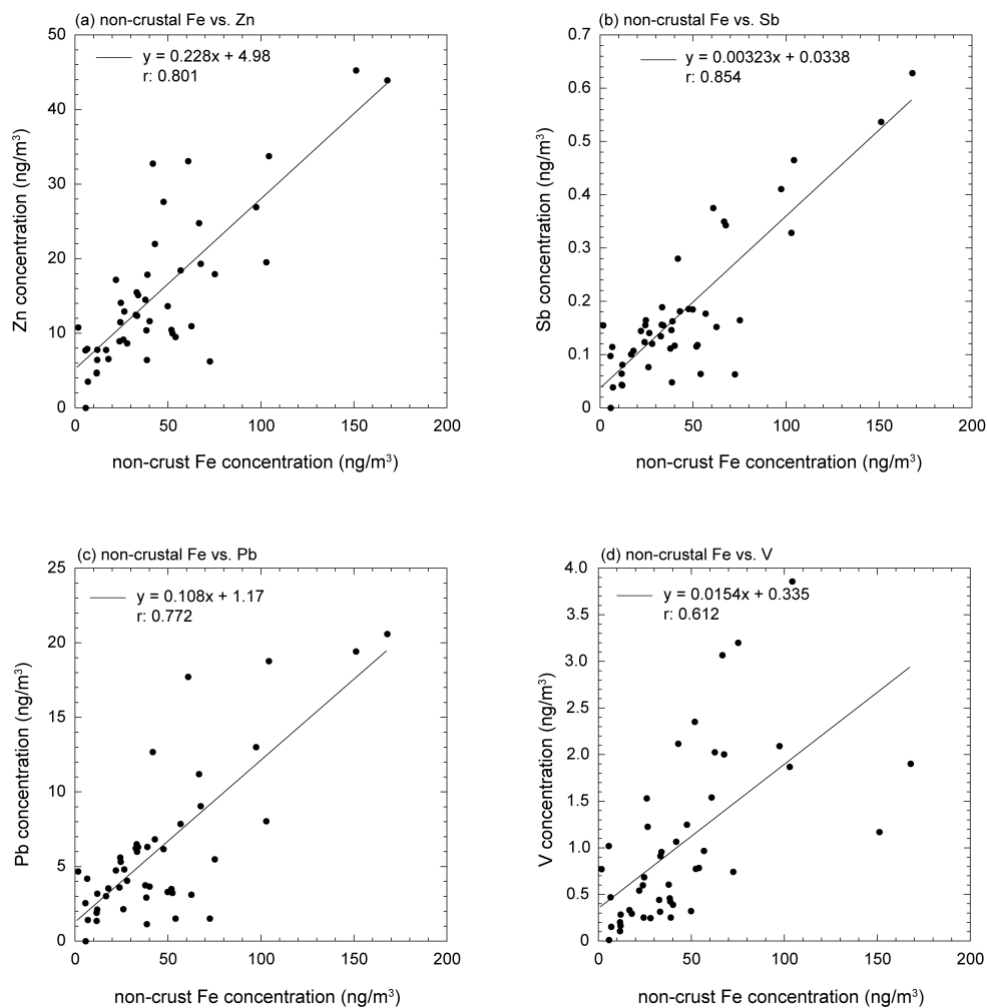 (a) non-crustal Fe vs. Zn
50
40
30
20
10
0
y = 0.228x + 4.98
r: 0.801
Zn concentration (ng/m³)
0 50 100 150 200
non-crust Fe concentration (ng/m³)
(b) non-crustal Fe vs. Sb
0.7
0.6
0.5
0.4
0.3
0.2
0.1
0
y = 0.00323x + 0.0338
r: 0.854
Sb concentration (ng/m³)
0 50 100 150 200
non-crust Fe concentration (ng/m³)
(c) non-crustal Fe vs. Pb
25
20
15
10
5
0
y = 0.108x + 1.17
r: 0.772
Pb concentration (ng/m³)
0 50 100 150 200
non-crust Fe concentration (ng/m³)
(d) non-crustal Fe vs. V
4.0
3.5
3.0
2.5
2.0
1.5
1.0
0.5
0
y = 0.0154x + 0.335
r: 0.612
V concentration (ng/m³)
0 50 100 150 200
non-crust Fe concentration (ng/m³)